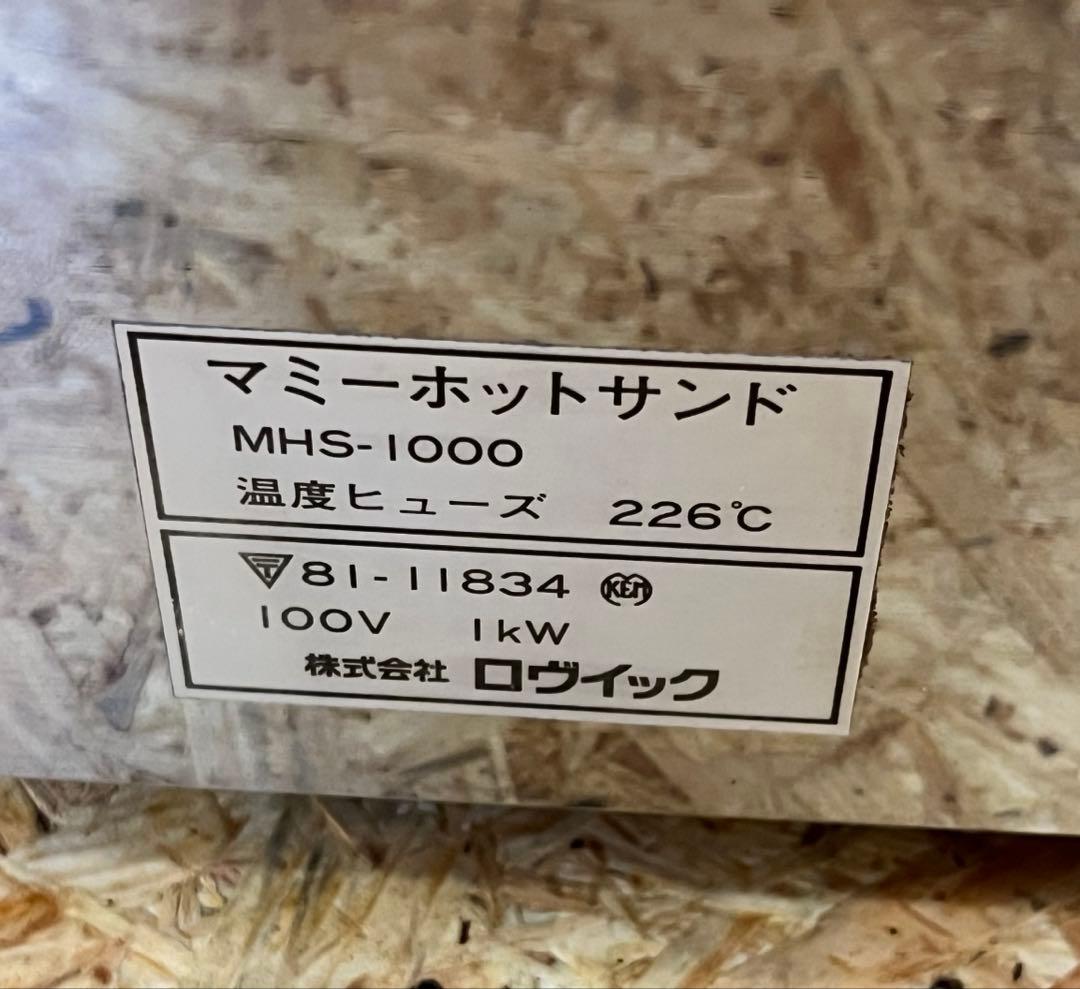 マミーホットサンド
MHS-1000
温度ヒューズ 226℃
〒81-11834 KEM
100V 1kW
株式会社 ロヴイック